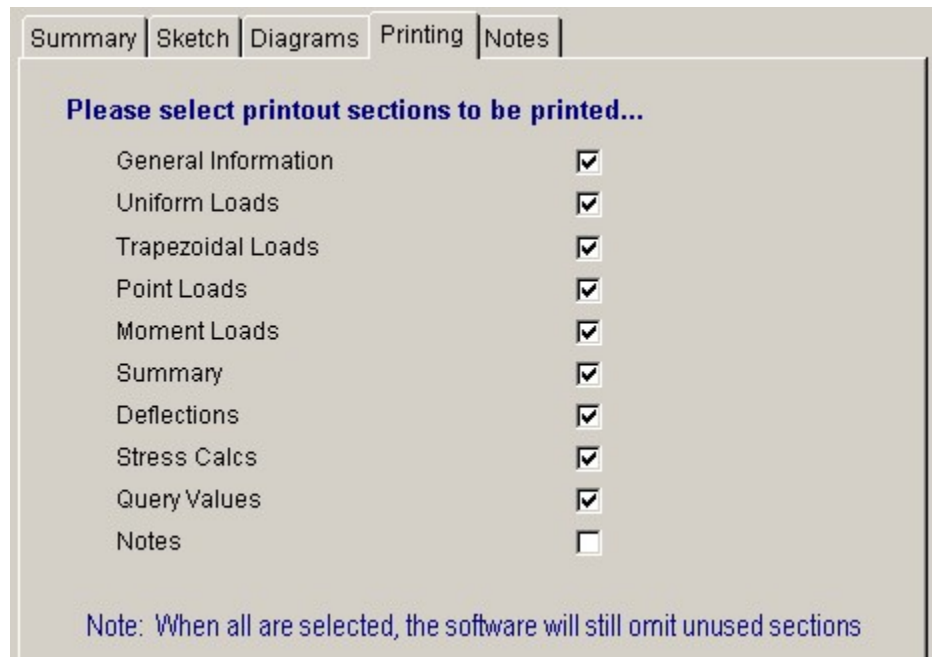 Summary Sketch Diagrams Printing Notes
Please select printout sections to be printed...
General Information
Uniform Loads
Trapezoidal Loads
Point Loads
Moment Loads
Summary
Deflections
Stress Calcs
Query Values
Notes
Note: When all are selected, the software will still omit unused sections